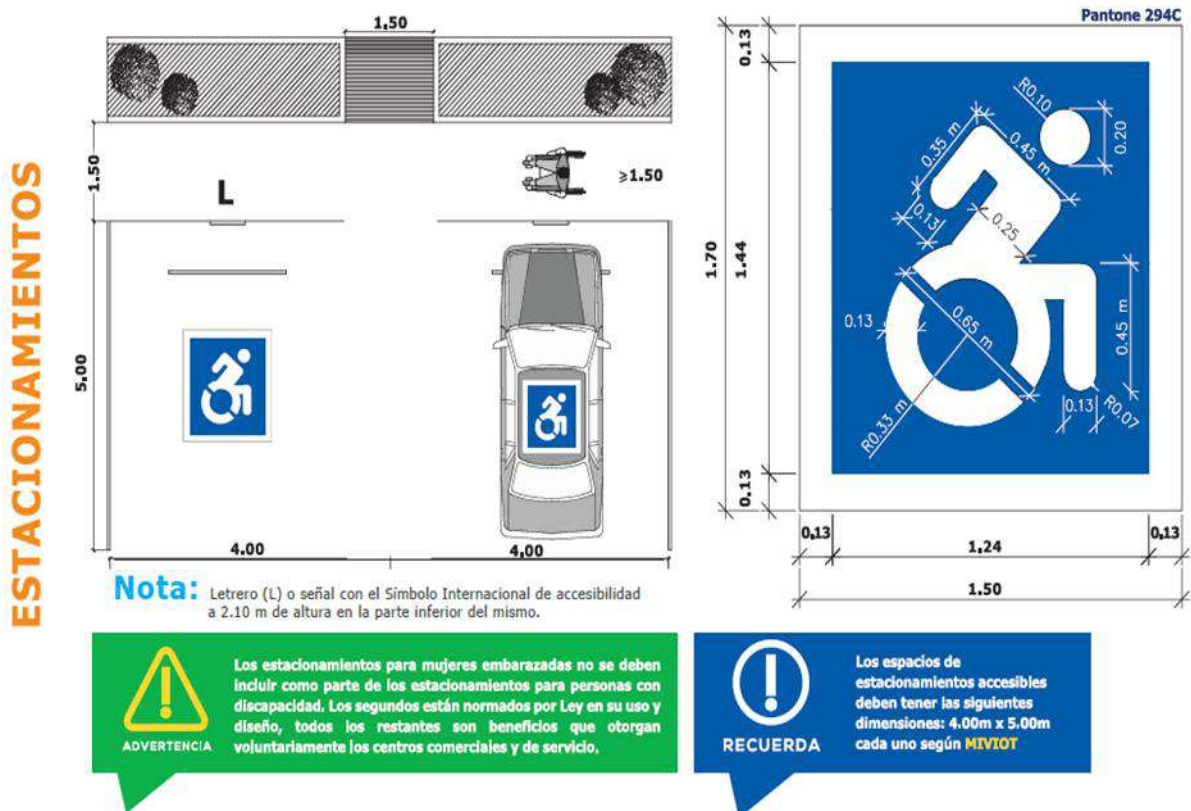 ESTACIONAMIENTOS
1.50
1.50
L
≥1.50
5.00
4.00
4.00
Nota: Letrero (L) o señal con el Símbolo Internacional de accesibilidad
a 2.10 m de altura en la parte inferior del mismo.
Pantone 294C
0.13
1.70
1.44
0.13
R0.10
0.20
0.35 m
0.45 m
0.13
0.25
0.13
0.65 m
0.45 m
R0.33 m
0.13
R0.07
0.13
1.24
0.13
1.50
ADVERTENCIA
Los estacionamientos para mujeres embarazadas no se deben
incluir como parte de los estacionamientos para personas con
discapacidad. Los segundos están normados por Ley en su uso y
diseño, todos los restantes son beneficios que otorgan
voluntariamente los centros comerciales y de servicio.
RECUERDA
Los espacios de
estacionamientos accesibles
deben tener las siguientes
dimensiones: 4.00m x 5.00m
cada uno según MIVIOT